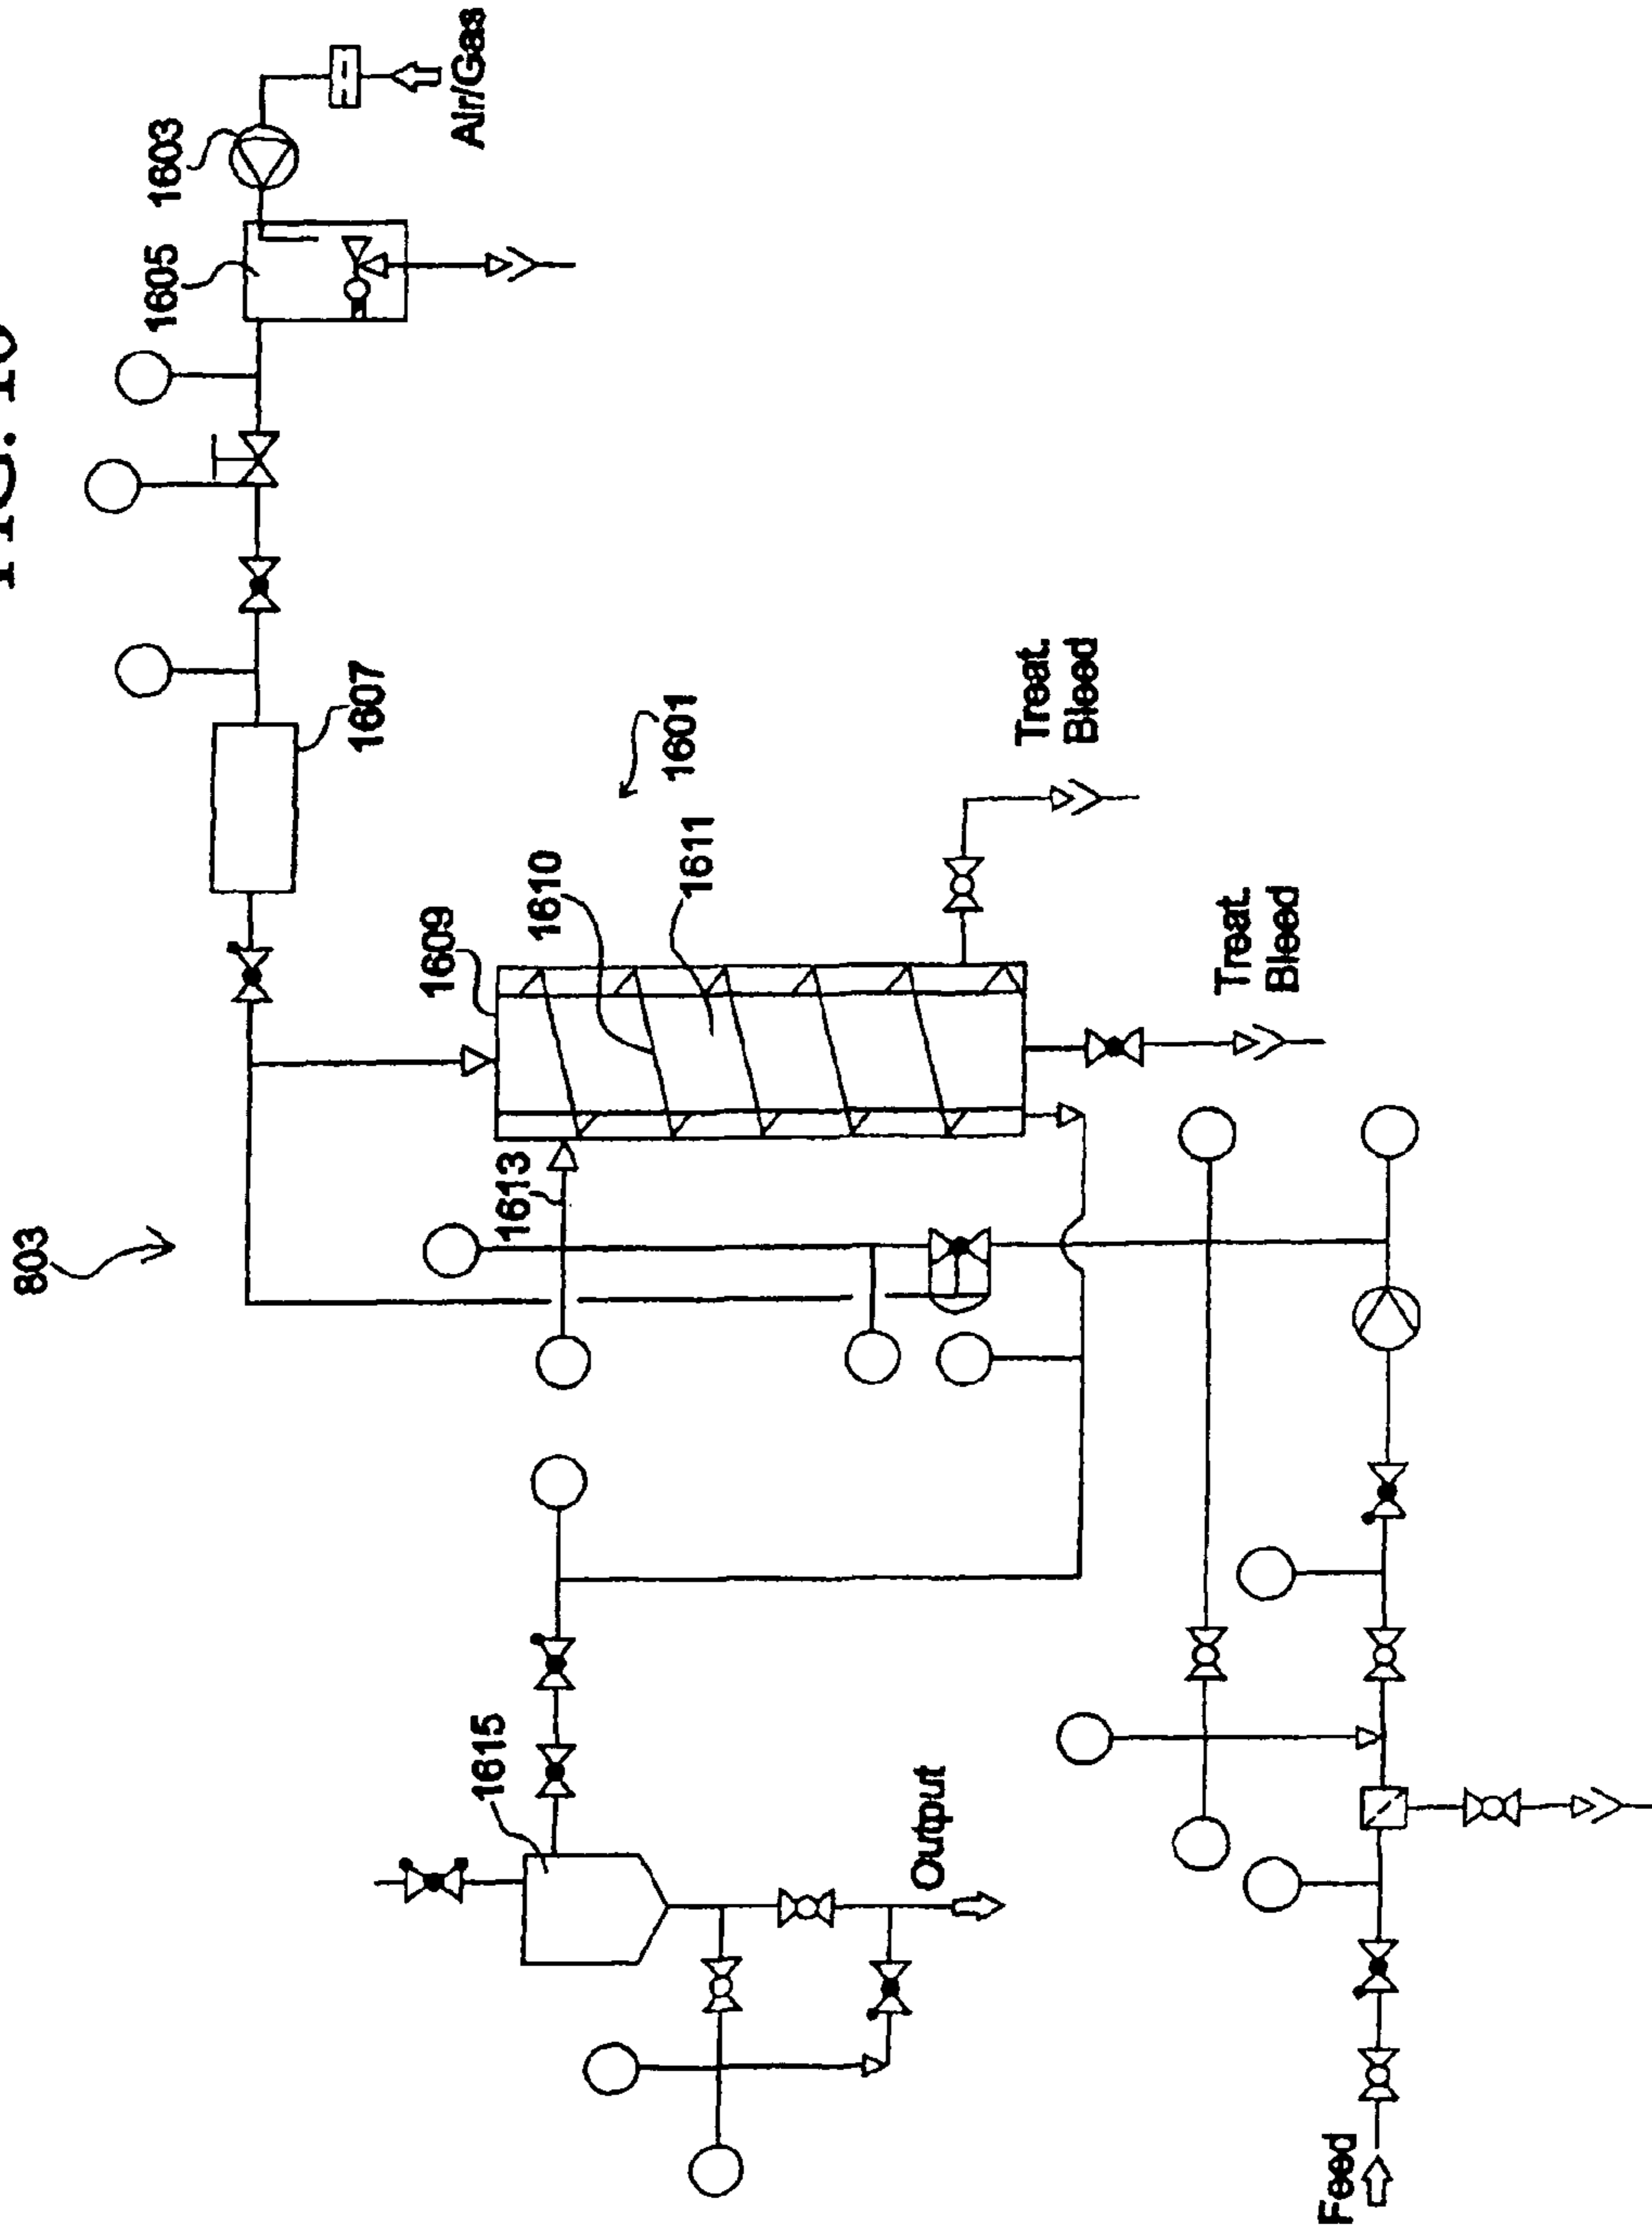 803
1603
1605
Air/Gas
1607
1601
1609
1610
1611
1613
Treat.
Bleed
Treat.
Bleed
1615
Output
Feed